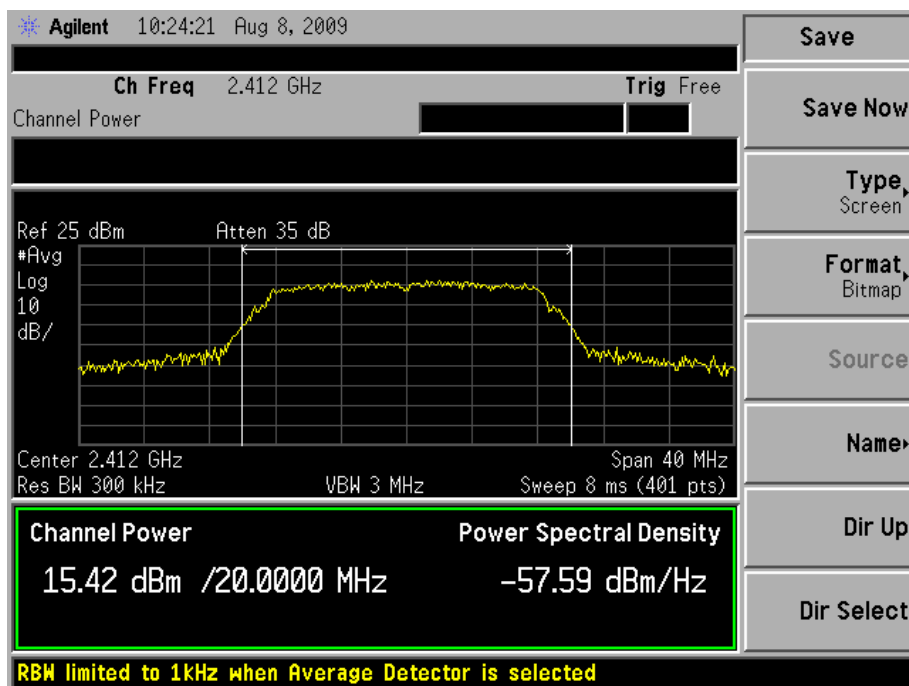 Agilent 10:24:21 Aug 8, 2009
Ch Freq 2.412 GHz Trig Free
Channel Power
Ref 25 dBm Atten 35 dB
#Avg
Log
10
dB/
Center 2.412 GHz Span 40 MHz
Res BW 300 kHz VBW 3 MHz Sweep 8 ms (401 pts)
Channel Power Power Spectral Density
15.42 dBm /20.0000 MHz -57.59 dBm/Hz
RBW limited to 1kHz when Average Detector is selected
Save
Save Now
Type
Screen
Format
Bitmap
Source
Name
Dir Up
Dir Select